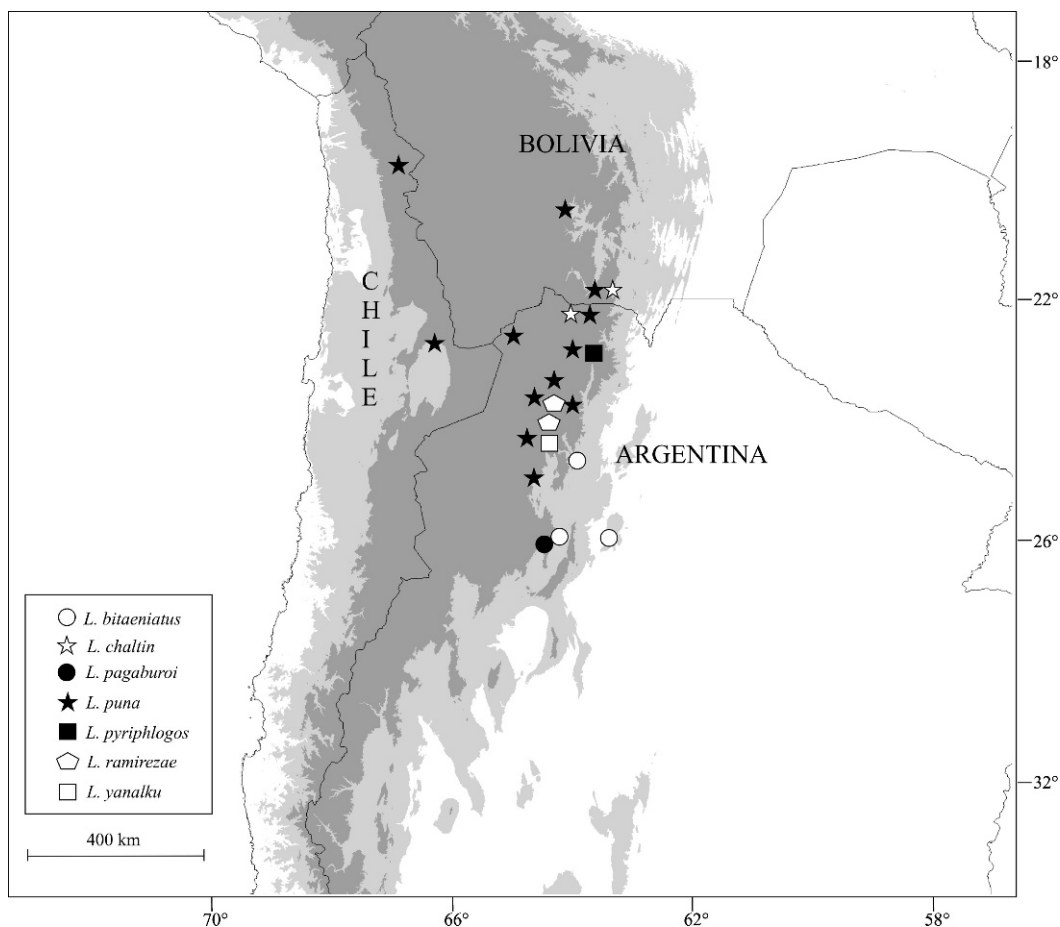 18°
BOLIVIA
CHILE
22°
ARGENTINA
26°
L. bitaeniatus
L. chaltin
L. pagaburoi
L. puna
L. pyriphlogos
L. ramirezae
L. yanalku
32°
400 km
70°
66°
62°
58°